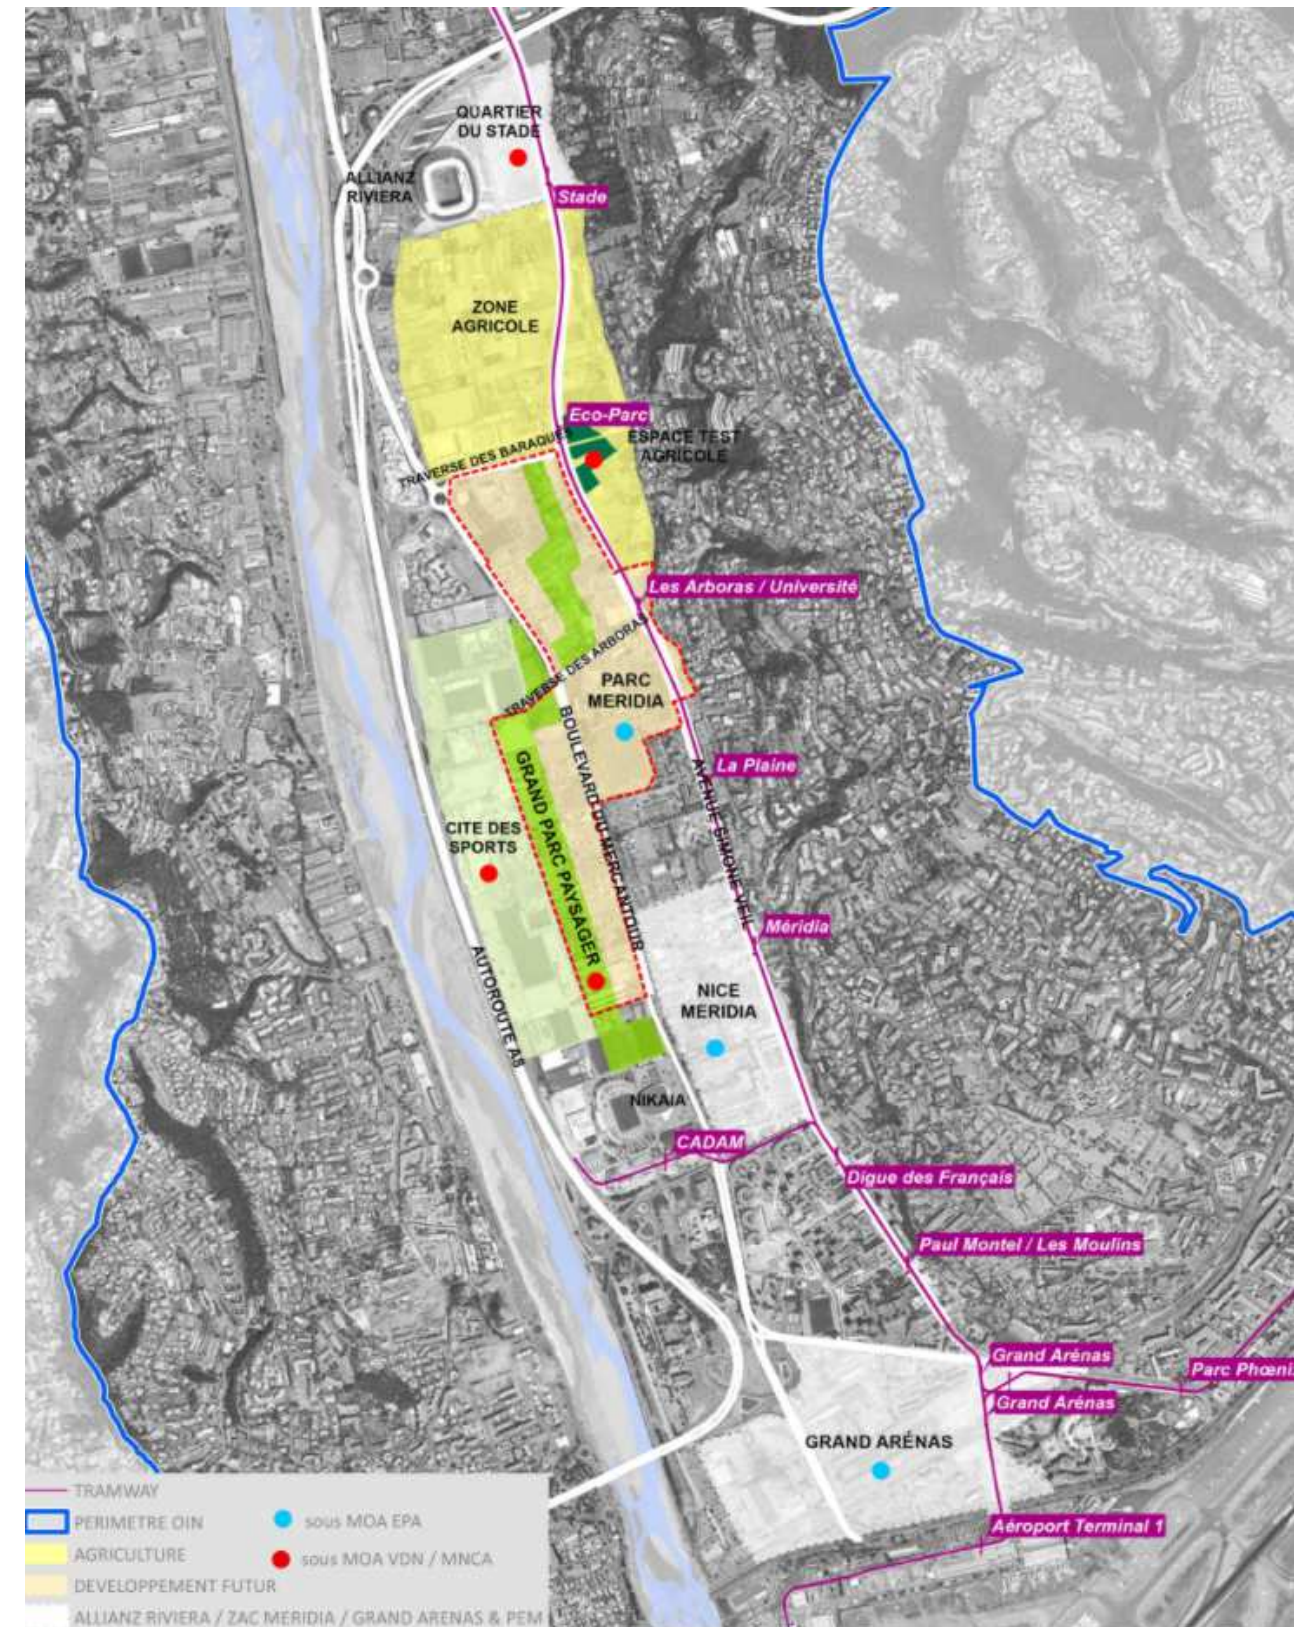 QUARTIER
DU STADE
ALLIANZ
RIVIERA
Stade
ZONE
AGRICOLE
Eco-Parc
ESPACE TEST
AGRICOLE
TRAVERSE DES BARAQUES
Les Arboras / Université
TRAVERSE DES ARBORAS
PARC
MERIDIA
BOULEVARD DU MERCANTOUR
GRAND PARC PAYSAGER
La Plaine
AVENUE SIMONE VEIL
CITE DES
SPORTS
Méridia
AUTOROUTE A8
NICE
MERIDIA
NIKAIA
CADAM
Digue des Français
Paul Montel / Les Moulins
Grand Arénas
Parc Phœni
Grand Arénas
GRAND ARÉNAS
Aéroport Terminal 1
TRAMWAY
PERIMETRE OIN
sous MOA EPA
AGRICULTURE
sous MOA VDN / MNCA
DEVELOPPEMENT FUTUR
ALLIANZ RIVIERA / ZAC MERIDIA / GRAND ARENAS & PEM